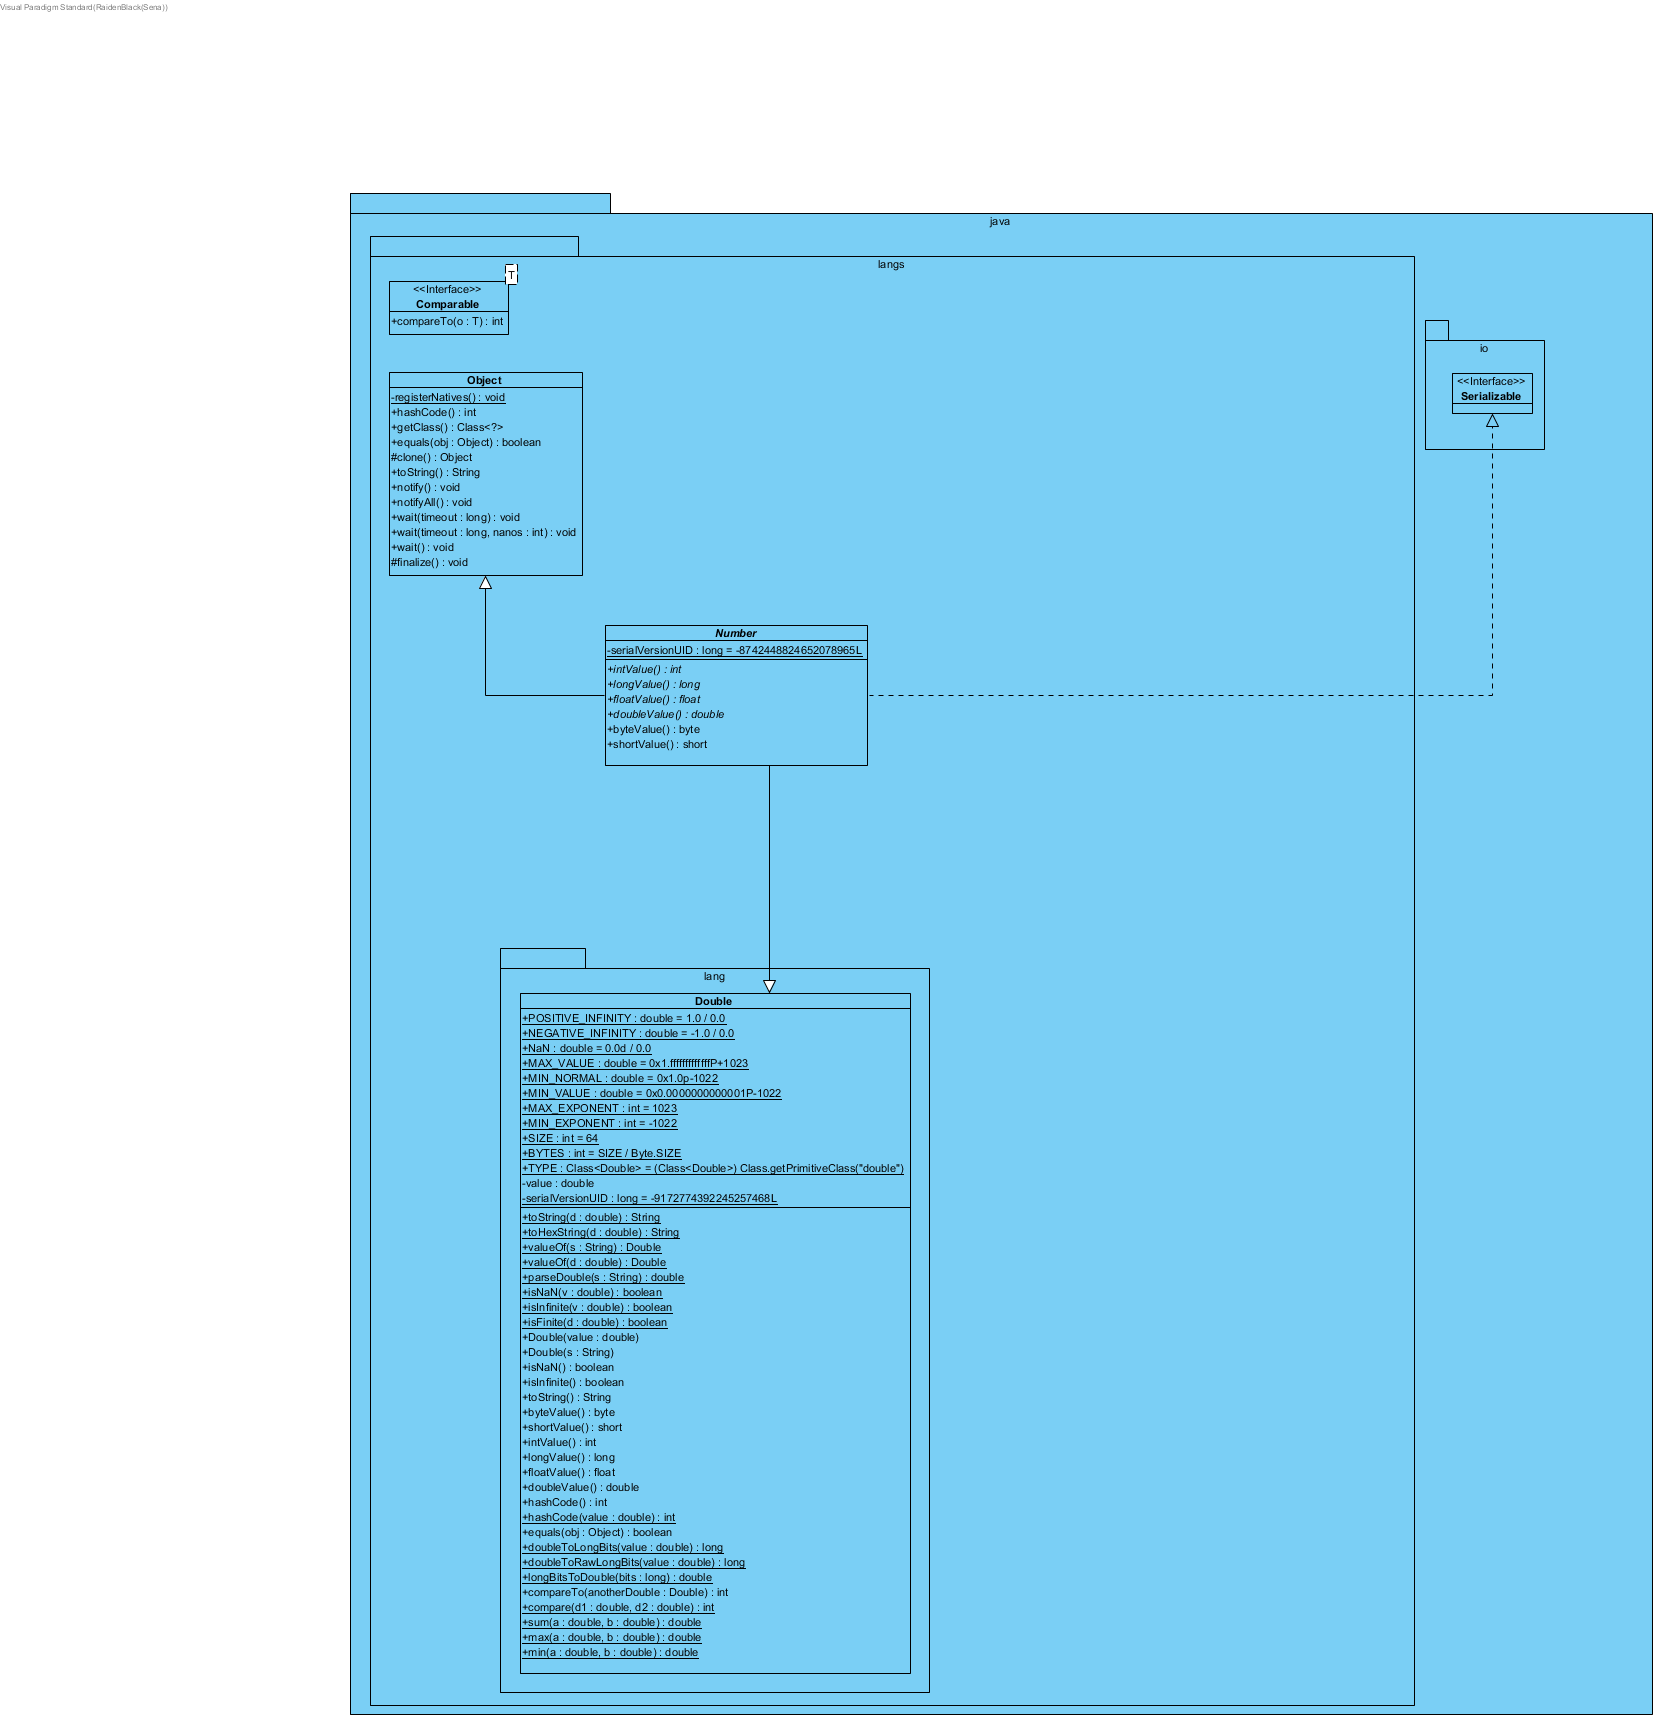 Visual Paradigm Standard(RaidenBlack(Sena))
java
langs
T
<<Interface>>
Comparable
+compareTo(o : T) : int
io
<<Interface>>
Serializable
Object
-registerNatives() : void
+hashCode() : int
+getClass() : Class<?>
+equals(obj : Object) : boolean
#clone() : Object
+toString() : String
+notify() : void
+notifyAll() : void
+wait(timeout : long) : void
+wait(timeout : long, nanos : int) : void
+wait() : void
#finalize() : void
Number
-serialVersionUID : long = -8742448824652078965L
+intValue() : int
+longValue() : long
+floatValue() : float
+doubleValue() : double
+byteValue() : byte
+shortValue() : short
lang
Double
+POSITIVE_INFINITY : double = 1.0 / 0.0
+NEGATIVE_INFINITY : double = -1.0 / 0.0
+NaN : double = 0.0d / 0.0
+MAX_VALUE : double = 0x1.fffffffffffffP+1023
+MIN_NORMAL : double = 0x1.0p-1022
+MIN_VALUE : double = 0x0.0000000000001P-1022
+MAX_EXPONENT : int = 1023
+MIN_EXPONENT : int = -1022
+SIZE : int = 64
+BYTES : int = SIZE / Byte.SIZE
+TYPE : Class<Double> = (Class<Double>) Class.getPrimitiveClass("double")
-value : double
-serialVersionUID : long = -9172774392245257468L
+toString(d : double) : String
+toHexString(d : double) : String
+valueOf(s : String) : Double
+valueOf(d : double) : Double
+parseDouble(s : String) : double
+isNaN(v : double) : boolean
+isInfinite(v : double) : boolean
+isFinite(d : double) : boolean
+Double(value : double)
+Double(s : String)
+isNaN() : boolean
+isInfinite() : boolean
+toString() : String
+byteValue() : byte
+shortValue() : short
+intValue() : int
+longValue() : long
+floatValue() : float
+doubleValue() : double
+hashCode() : int
+hashCode(value : double) : int
+equals(obj : Object) : boolean
+doubleToLongBits(value : double) : long
+doubleToRawLongBits(value : double) : long
+longBitsToDouble(bits : long) : double
+compareTo(anotherDouble : Double) : int
+compare(d1 : double, d2 : double) : int
+sum(a : double, b : double) : double
+max(a : double, b : double) : double
+min(a : double, b : double) : double